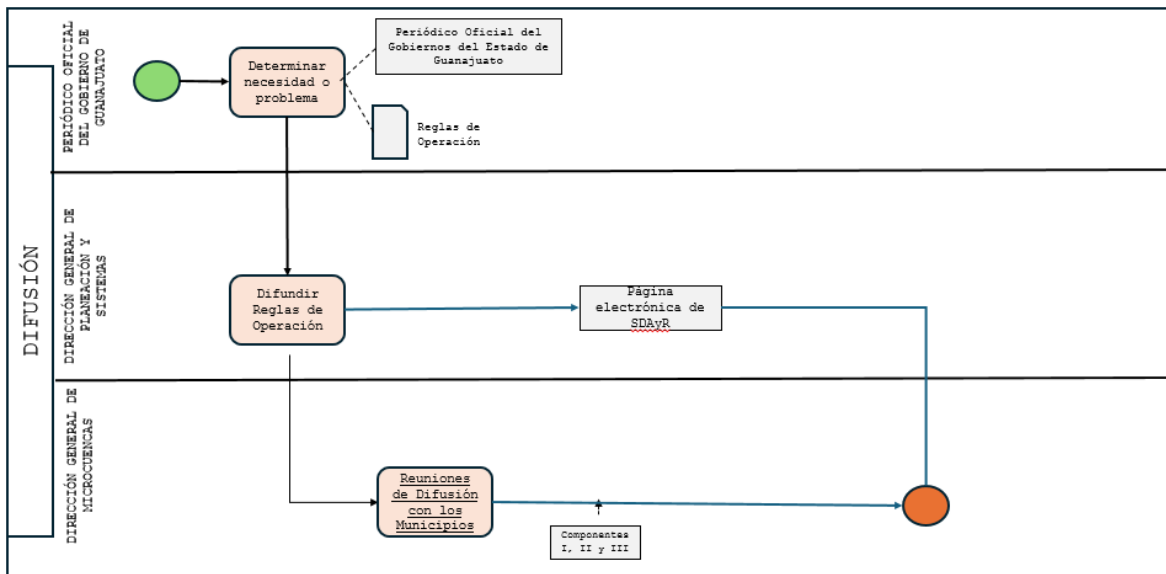 DIFUSIÓN
PERIÓDICO OFICIAL
DEL GOBIERNO DE
GUANAJUATO
Determinar
necesidad o
problema
Periódico Oficial del
Gobiernos del Estado de
Guanajuato
Reglas de
Operación
DIRECCIÓN GENERAL DE
PLANEACIÓN Y
SISTEMAS
Difundir
Reglas de
Operación
Página
electrónica de
SDAyR
DIRECCIÓN GENERAL DE
MICROCUENCAS
Reuniones
de Difusión
con los
Municipios
Componentes
I, II y III